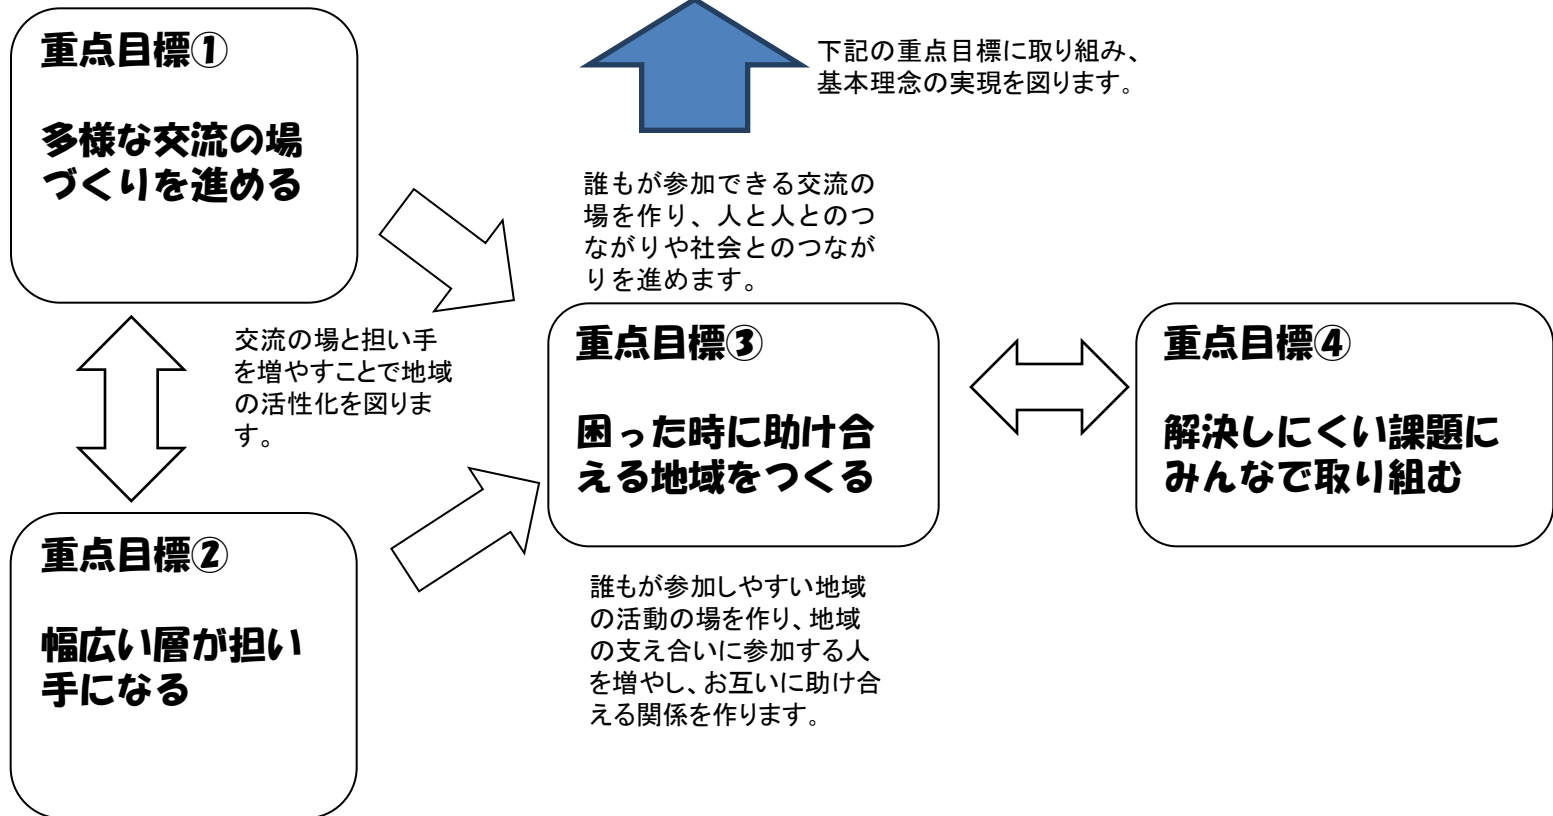 重点目標①
多様な交流の場
づくりを進める
下記の重点目標に取り組み、
基本理念の実現を図ります。
誰もが参加できる交流の
場を作り、人と人とのつ
ながりや社会とのつなが
りを進めます。
交流の場と担い手
を増やすことで地域
の活性化を図りま
す。
重点目標③
困った時に助け合
える地域をつくる
重点目標④
解決しにくい課題に
みんなで取り組む
重点目標②
幅広い層が担い
手になる
誰もが参加しやすい地域
の活動の場を作り、地域
の支え合いに参加する人
を増やし、お互いに助け合
える関係を作ります。